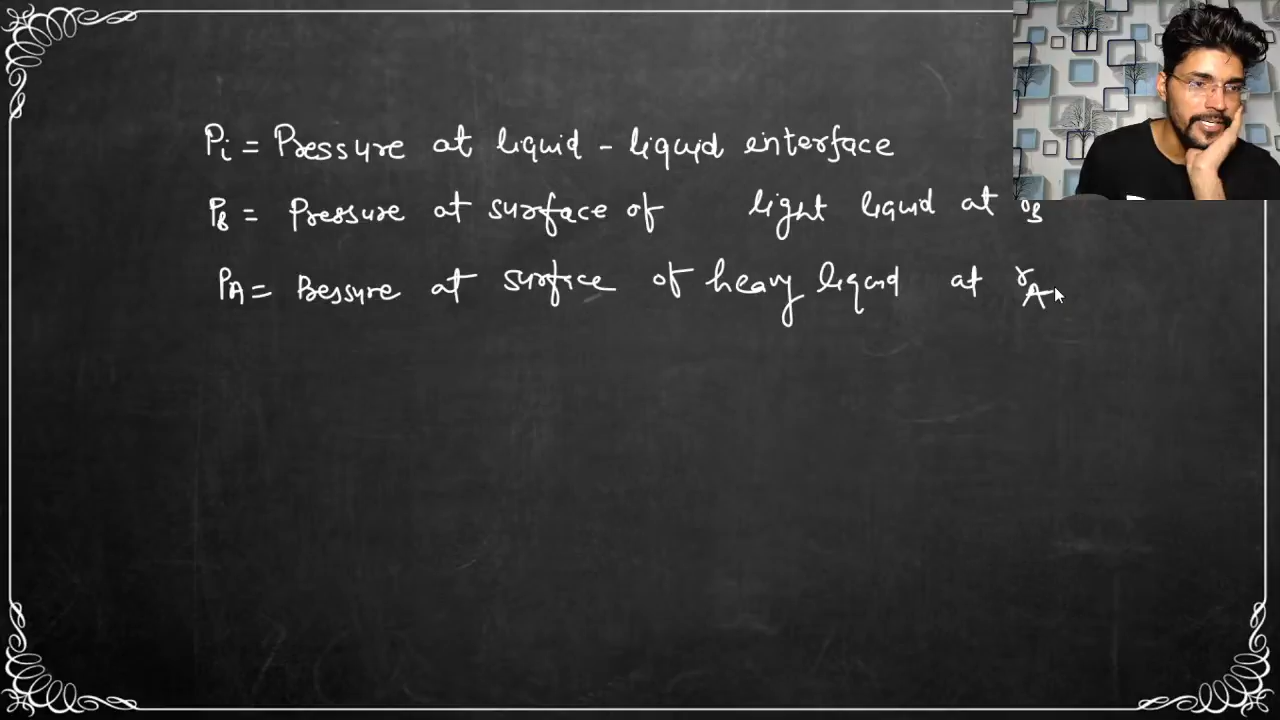 Pi = Pressure at liquid - liquid interface
PB = Pressure at surface of light liquid at rB
PA = Pressure at surface of heavy liquid at rA